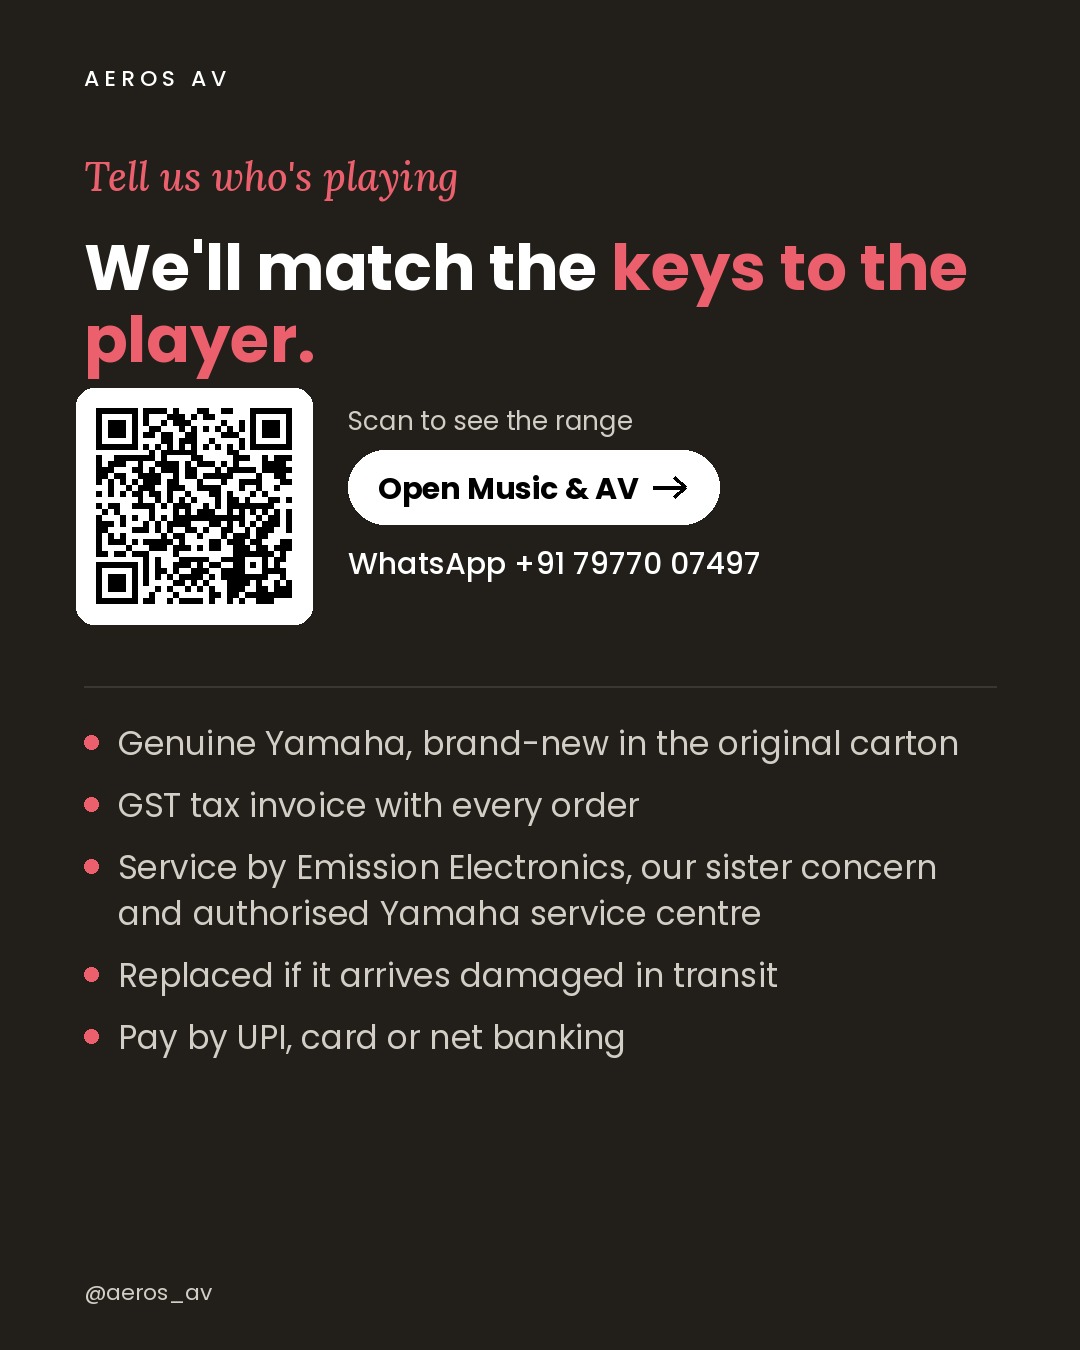 AEROS AV
Tell us who's playing
We'll match the keys to the
player.
Scan to see the range
Open Music & AV →
WhatsApp +91 79770 07497
Genuine Yamaha, brand-new in the original carton
GST tax invoice with every order
Service by Emission Electronics, our sister concern
and authorised Yamaha service centre
Replaced if it arrives damaged in transit
Pay by UPI, card or net banking
@aeros_av